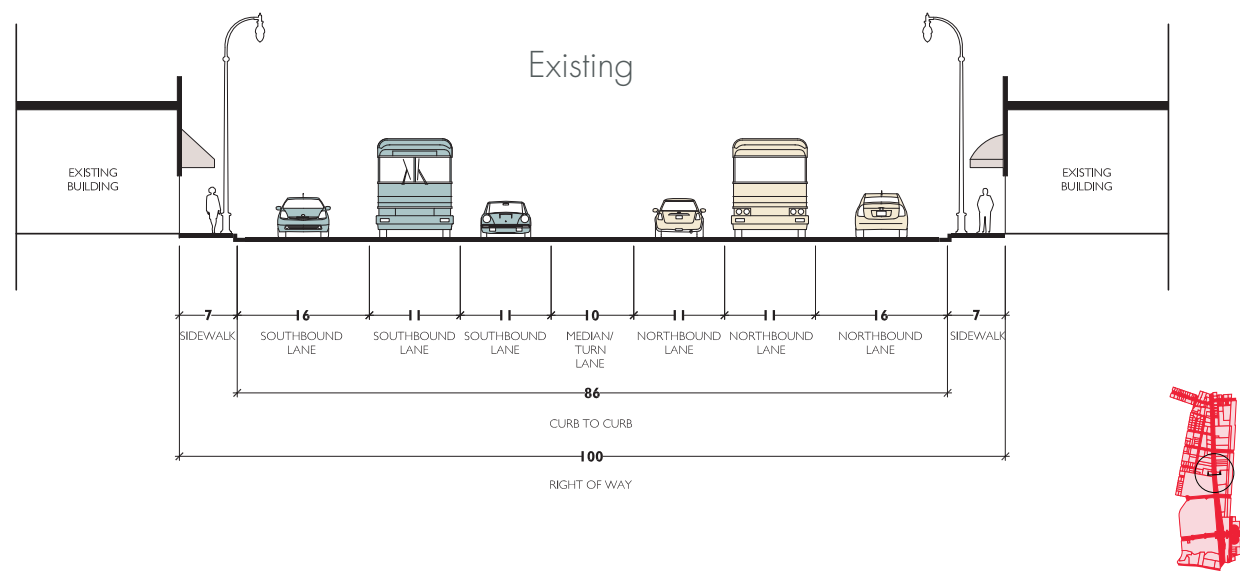 Existing
EXISTING
BUILDING
EXISTING
BUILDING
7
16
11
11
10
11
11
16
7
SIDEWALK
SOUTHBOUND
LANE
SOUTHBOUND
LANE
SOUTHBOUND
LANE
MEDIAN/
TURN
LANE
NORTHBOUND
LANE
NORTHBOUND
LANE
NORTHBOUND
LANE
SIDEWALK
86
CURB TO CURB
100
RIGHT OF WAY